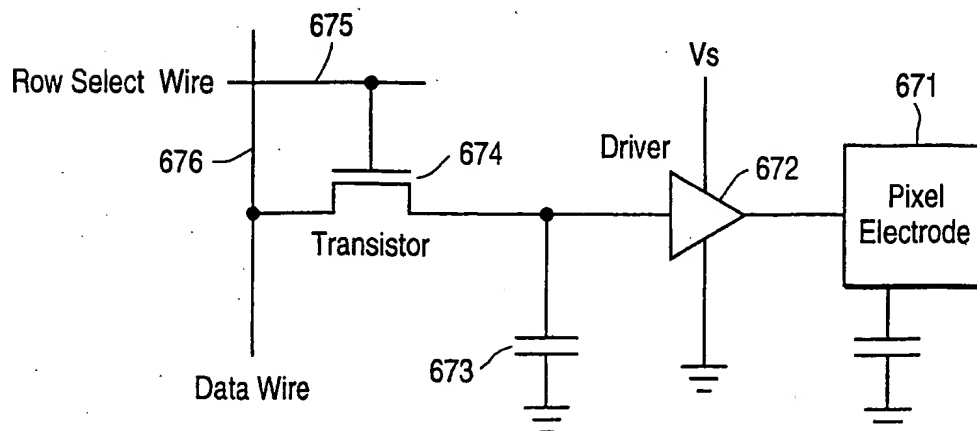 675
Row Select Wire
Vs
671
676
674
Driver
672
Pixel
Electrode
Transistor
673
Data Wire